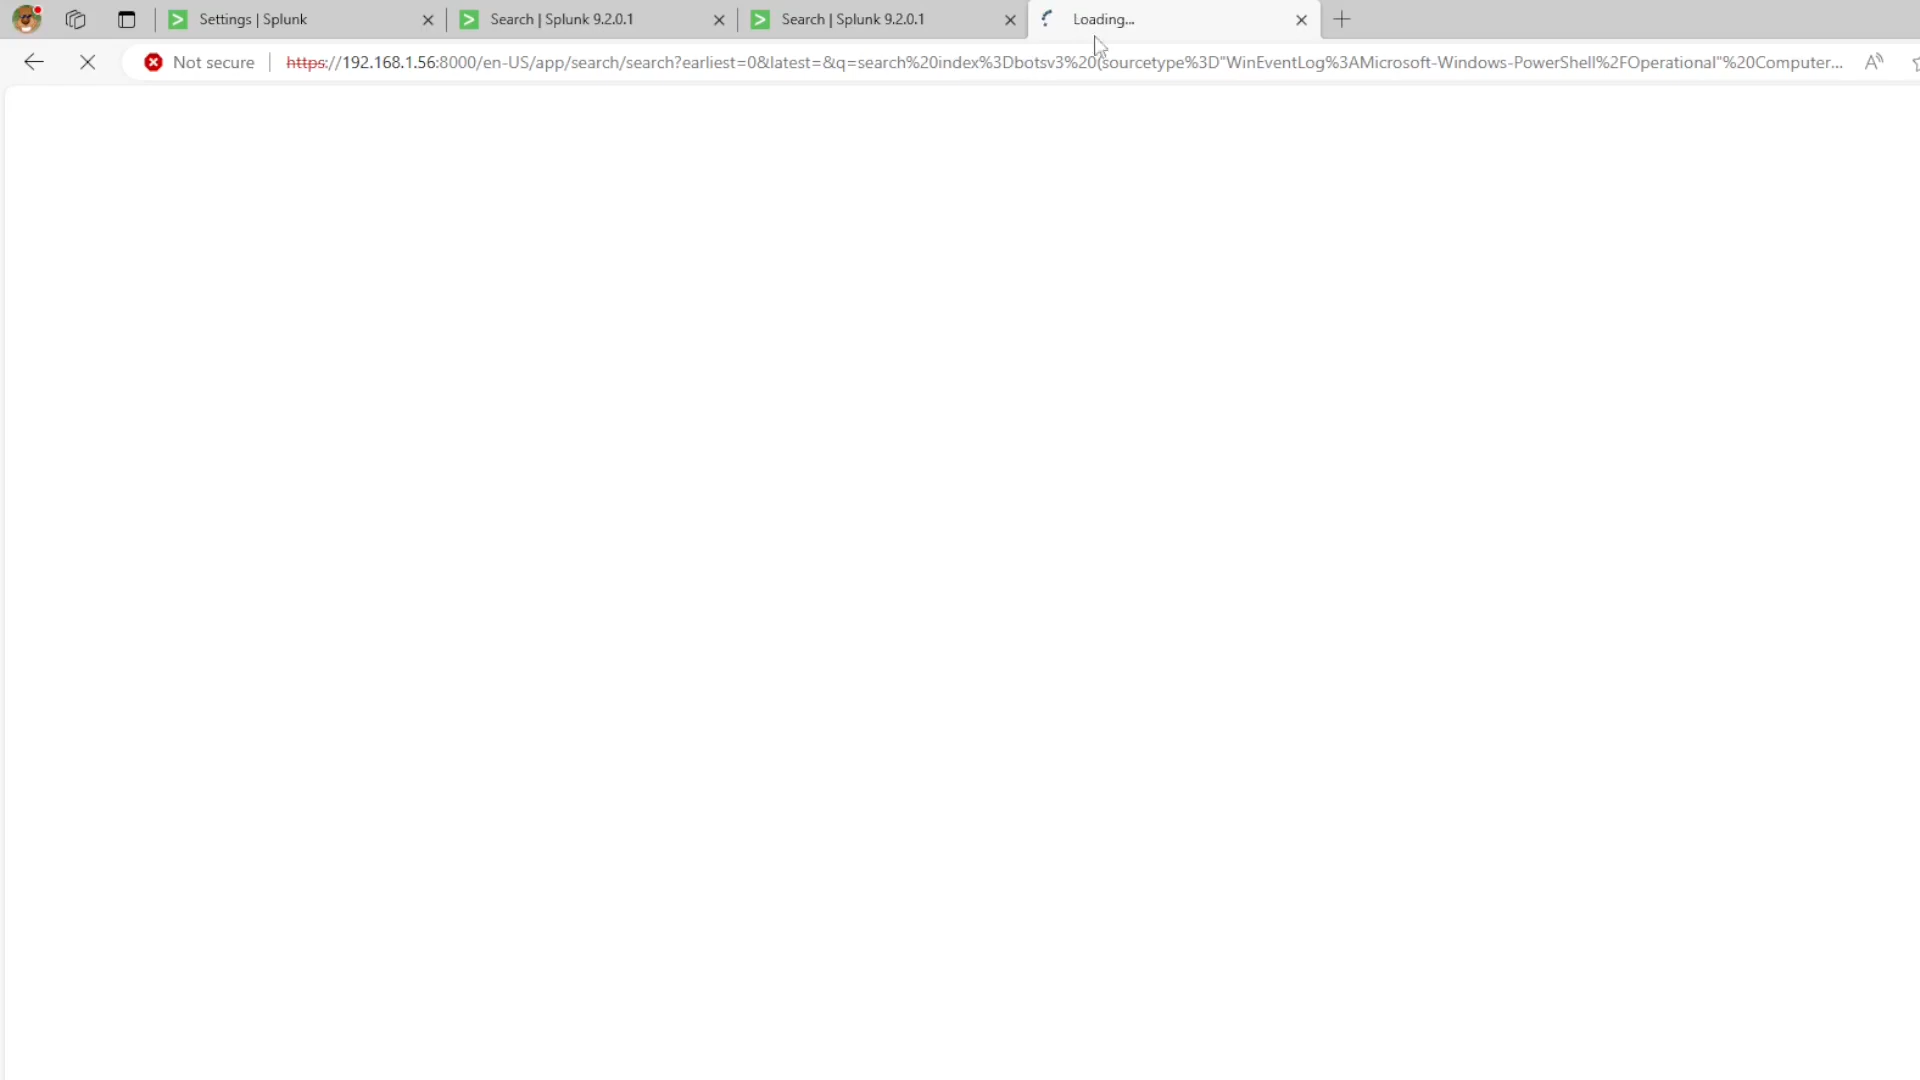 Settings | Splunk
Search | Splunk 9.2.0.1
Search | Splunk 9.2.0.1
Loading...
Not secure
https://192.168.1.56:8000/en-US/app/search/search?earliest=0&latest=&q=search%20index%3Dbotsv3%20(sourcetype%3D"WinEventLog%3AMicrosoft-Windows-PowerShell%2FOperational"%20Computer...